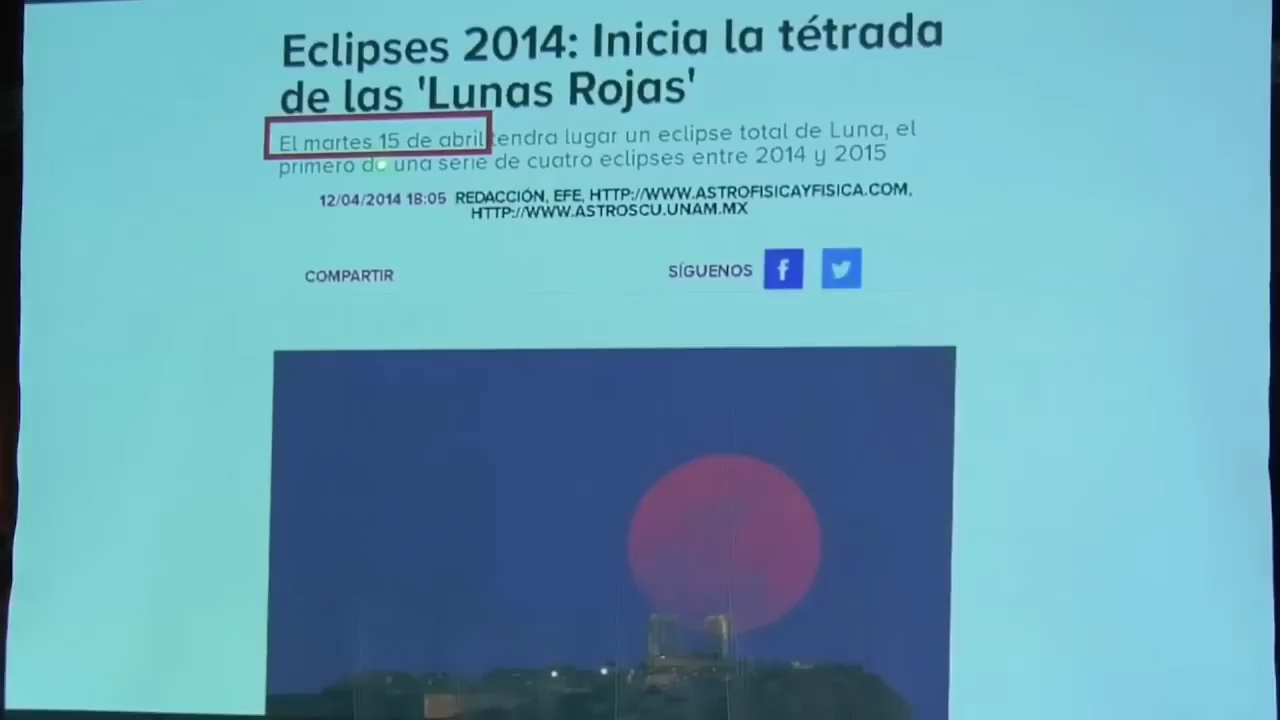 Eclipses 2014: Inicia la tétrada
de las 'Lunas Rojas'
El martes 15 de abril tendra lugar un eclipse total de Luna, el
primero de una serie de cuatro eclipses entre 2014 y 2015
12/04/2014 18:05 REDACCIÓN, EFE, HTTP://WWW.ASTROFISICAYFISICA.COM,
HTTP://WWW.ASTROSCU.UNAM.MX
COMPARTIR
SÍGUENOS